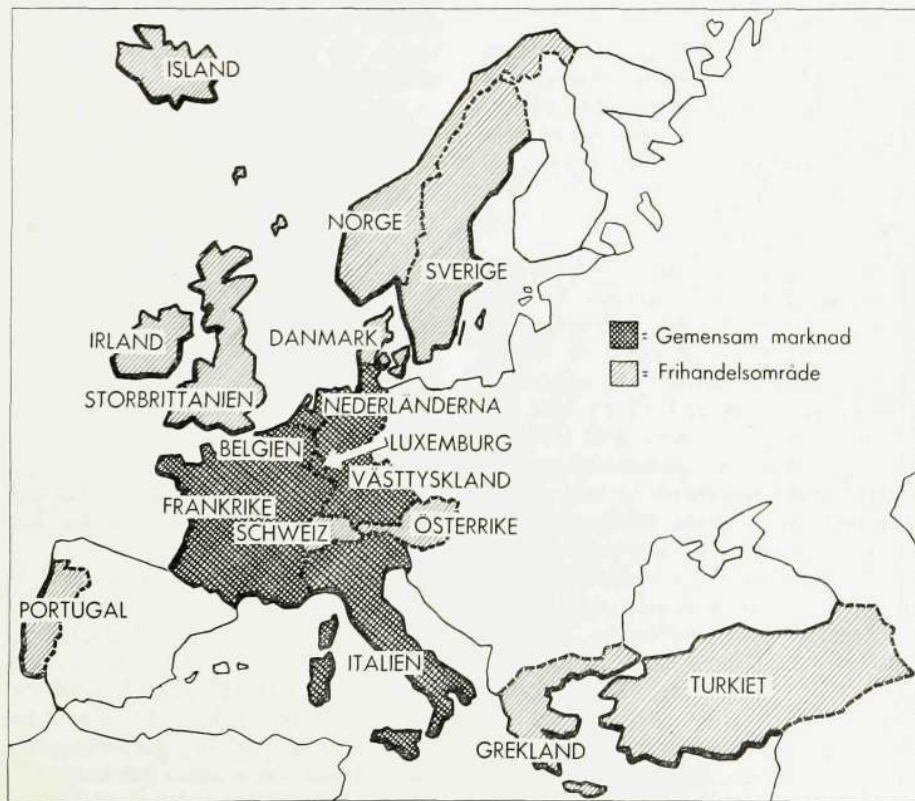 ISLAND
NORGE
SVERIGE
DANMARK
IRLAND
STORBRITTANIEN
= Gemensam marknad
= Frihandelsområde
NEDERLÄNDERNA
BELGIEN
LUXEMBURG
VÄSTTYSKLAND
FRANKRIKE
SCHWEIZ
ÖSTERRIKE
PORTUGAL
ITALIEN
TURKIET
GREKLAND